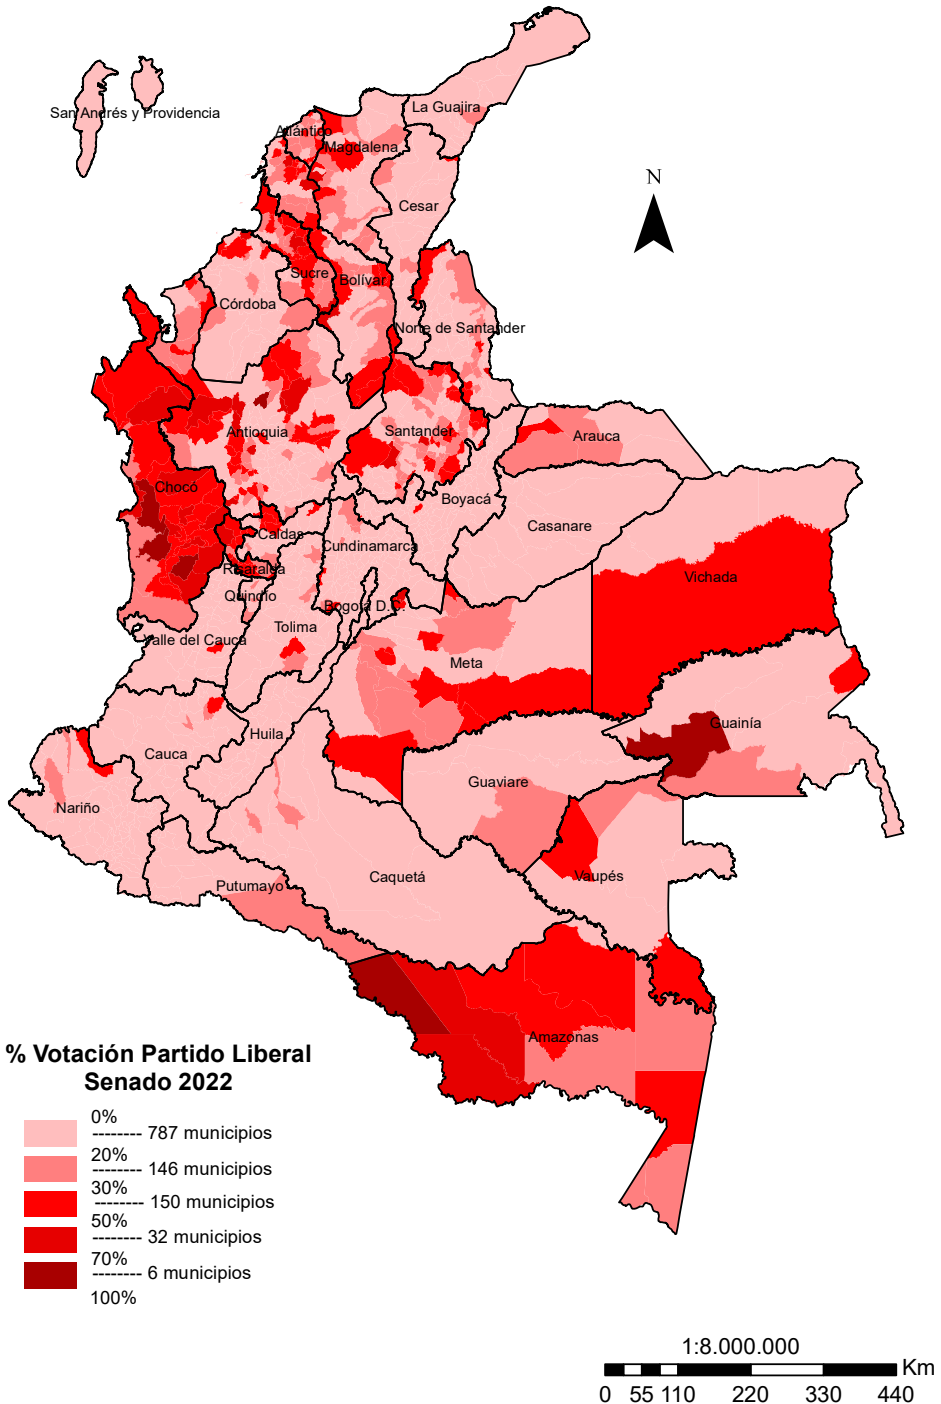 La Guajira
San Andrés y Providencia
Atlántico
Magdalena
N
Cesar
Sucre
Bolívar
Córdoba
Norte de Santander
Antioquia
Santander
Arauca
Chocó
Boyacá
Casanare
Caldas
Cundinamarca
Risaralda
Vichada
Quindío
Bogotá D.C.
Tolima
Valle del Cauca
Meta
Guainía
Huila
Cauca
Guaviare
Nariño
Caquetá
Vaupés
Putumayo
Amazonas
% Votación Partido Liberal
Senado 2022
0%
-------- 787 municipios
20%
-------- 146 municipios
30%
-------- 150 municipios
50%
-------- 32 municipios
70%
-------- 6 municipios
100%
1:8.000.000
Km
0 55 110 220 330 440